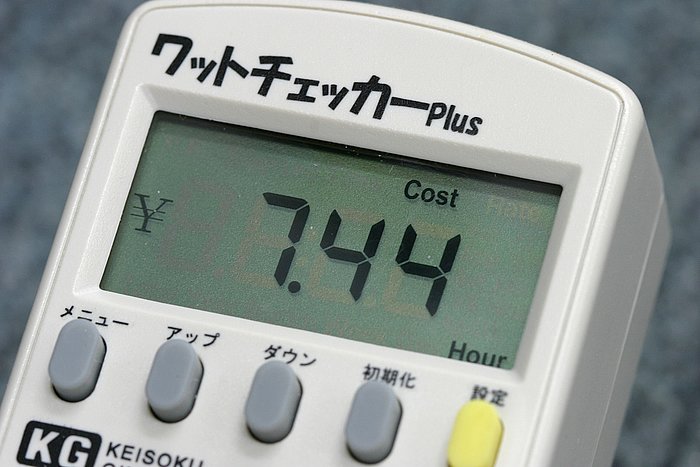 ワットチェッカーPlus
Cost
¥ 7.44
Hour
メニュー アップ ダウン 初期化 設定
KG KEISOKU